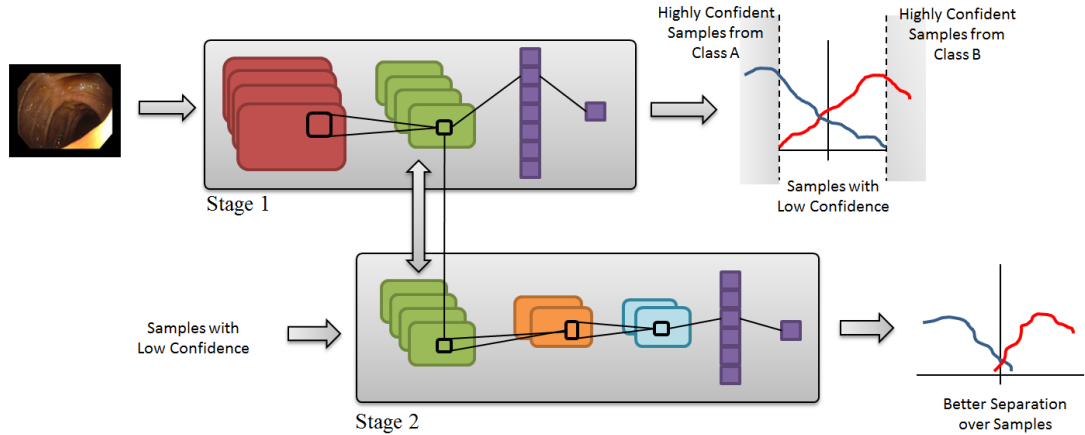 Highly Confident
Samples from
Class A
Highly Confident
Samples from
Class B
Stage 1
Samples with
Low Confidence
Samples with
Low Confidence
Stage 2
Better Separation
over Samples